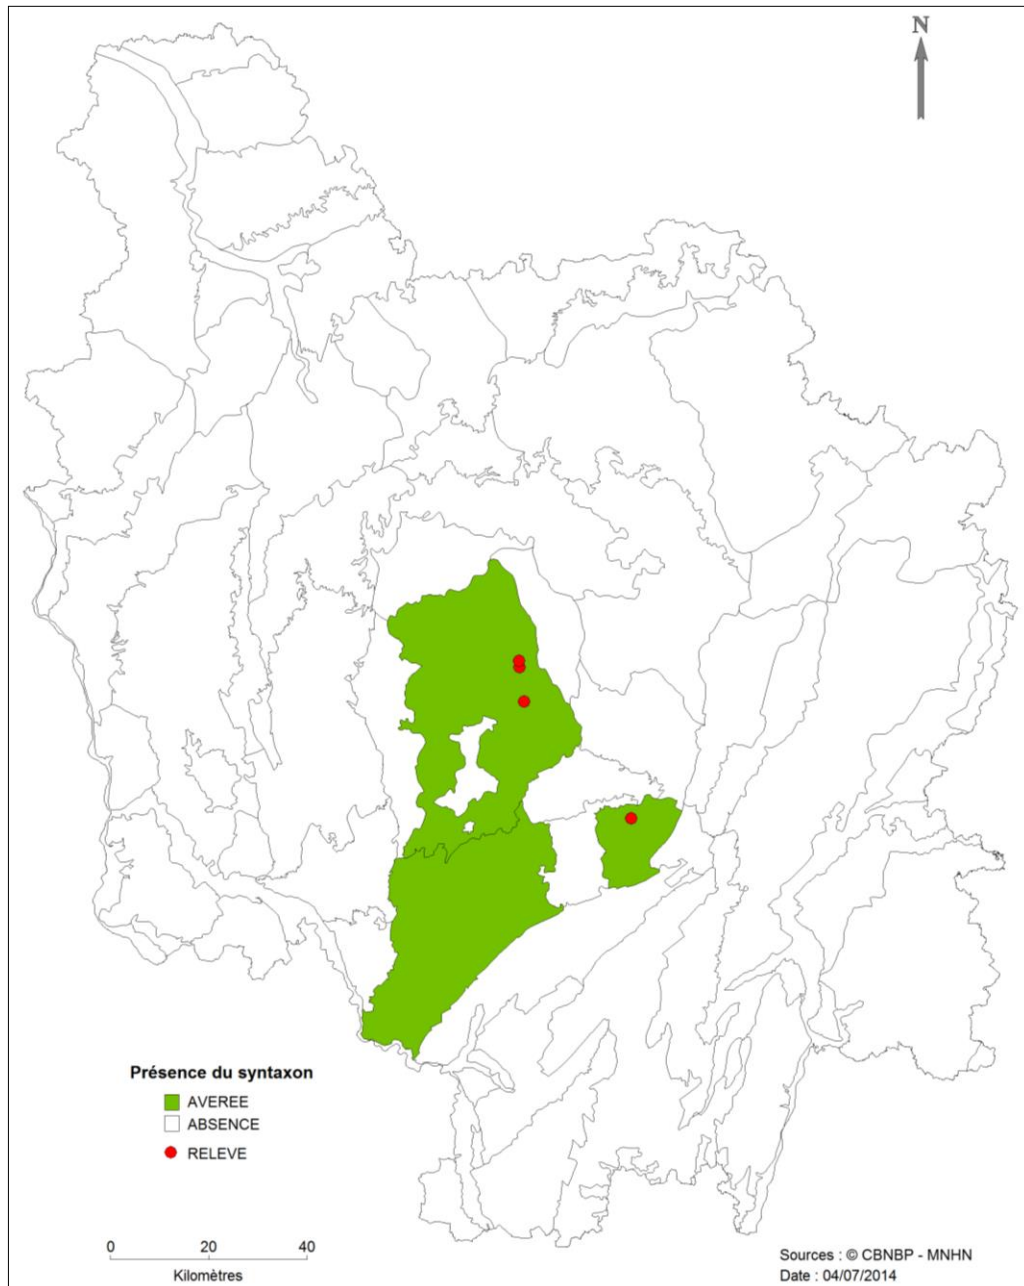 N
Présence du syntaxon
AVEREE
ABSENCE
RELEVE
0 20 40
Kilomètres
Sources : © CBNBP - MNHN
Date : 04/07/2014